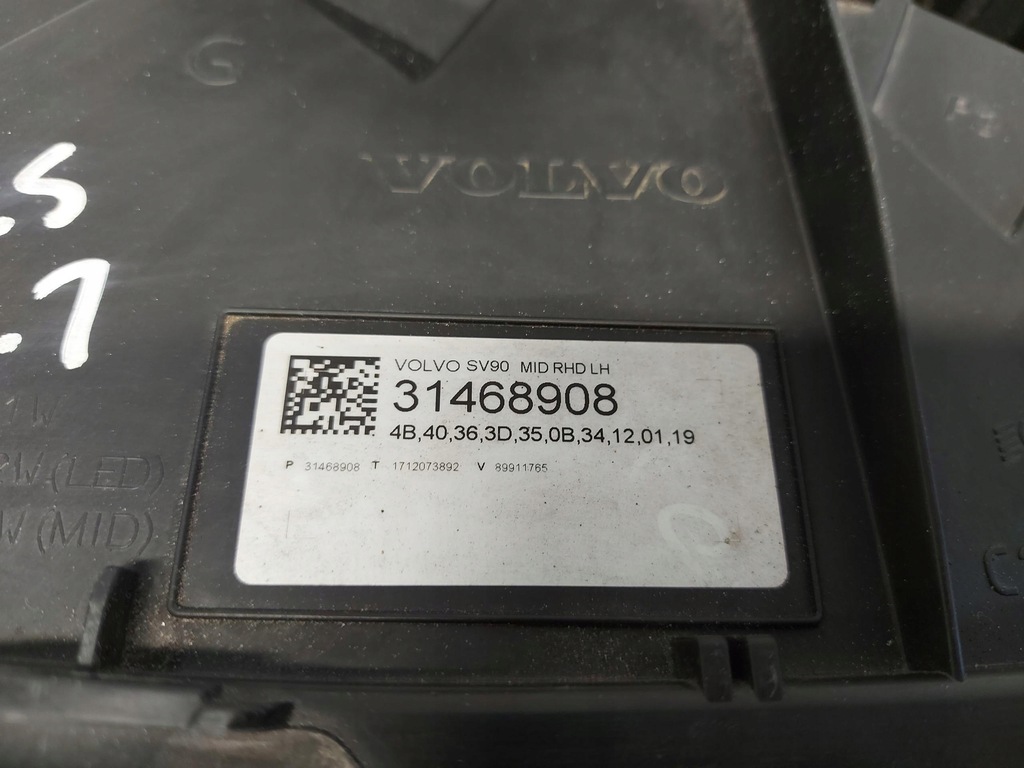 G
VOLVO
S
.1
VOLVO SV90 MID RHD LH
31468908
4B,40,36,3D,35,0B,34,12,01,19
P 31468908 T 1712073892 V 89911765
W
W (LED)
W (MID)